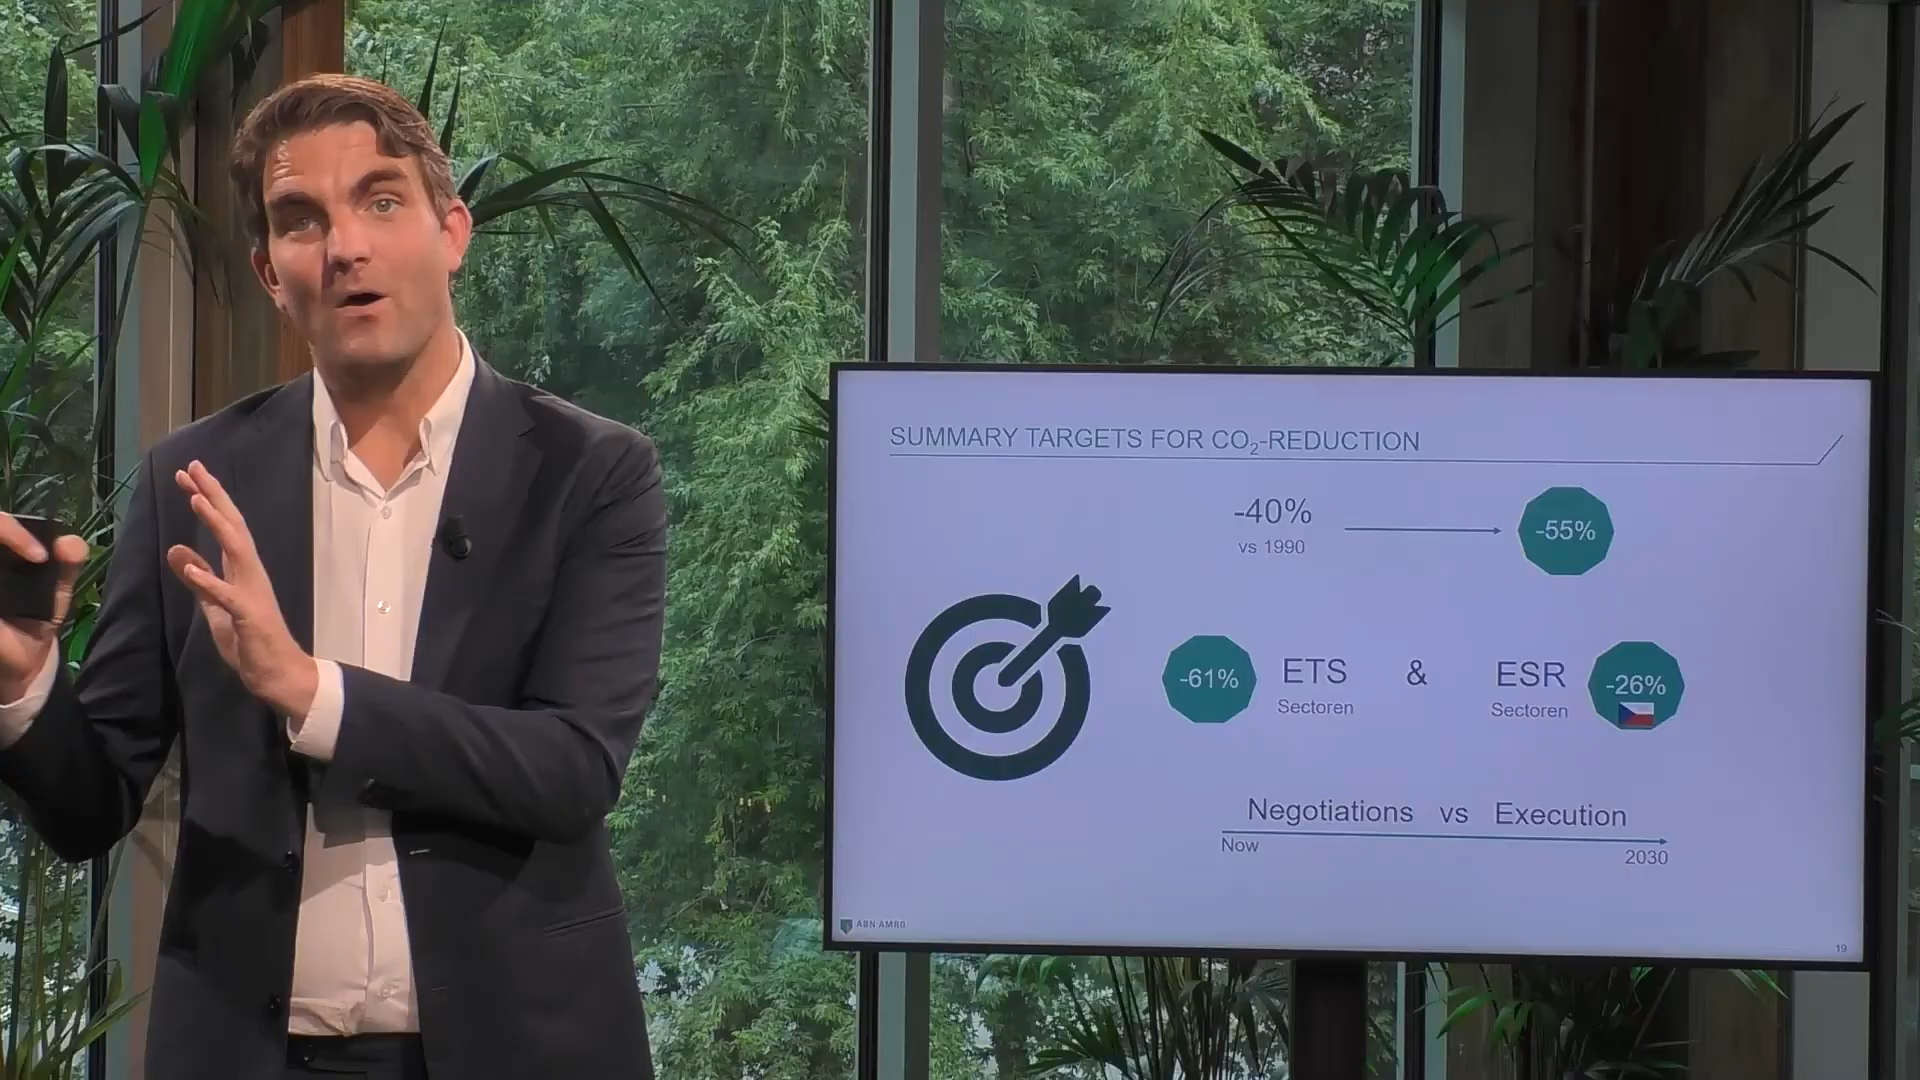 SUMMARY TARGETS FOR CO₂-REDUCTION
-40%
vs 1990
-55%
-61%
ETS
Sectoren
&
ESR
Sectoren
-26%
Negotiations vs Execution
Now
2030
ABN·AMRO
19